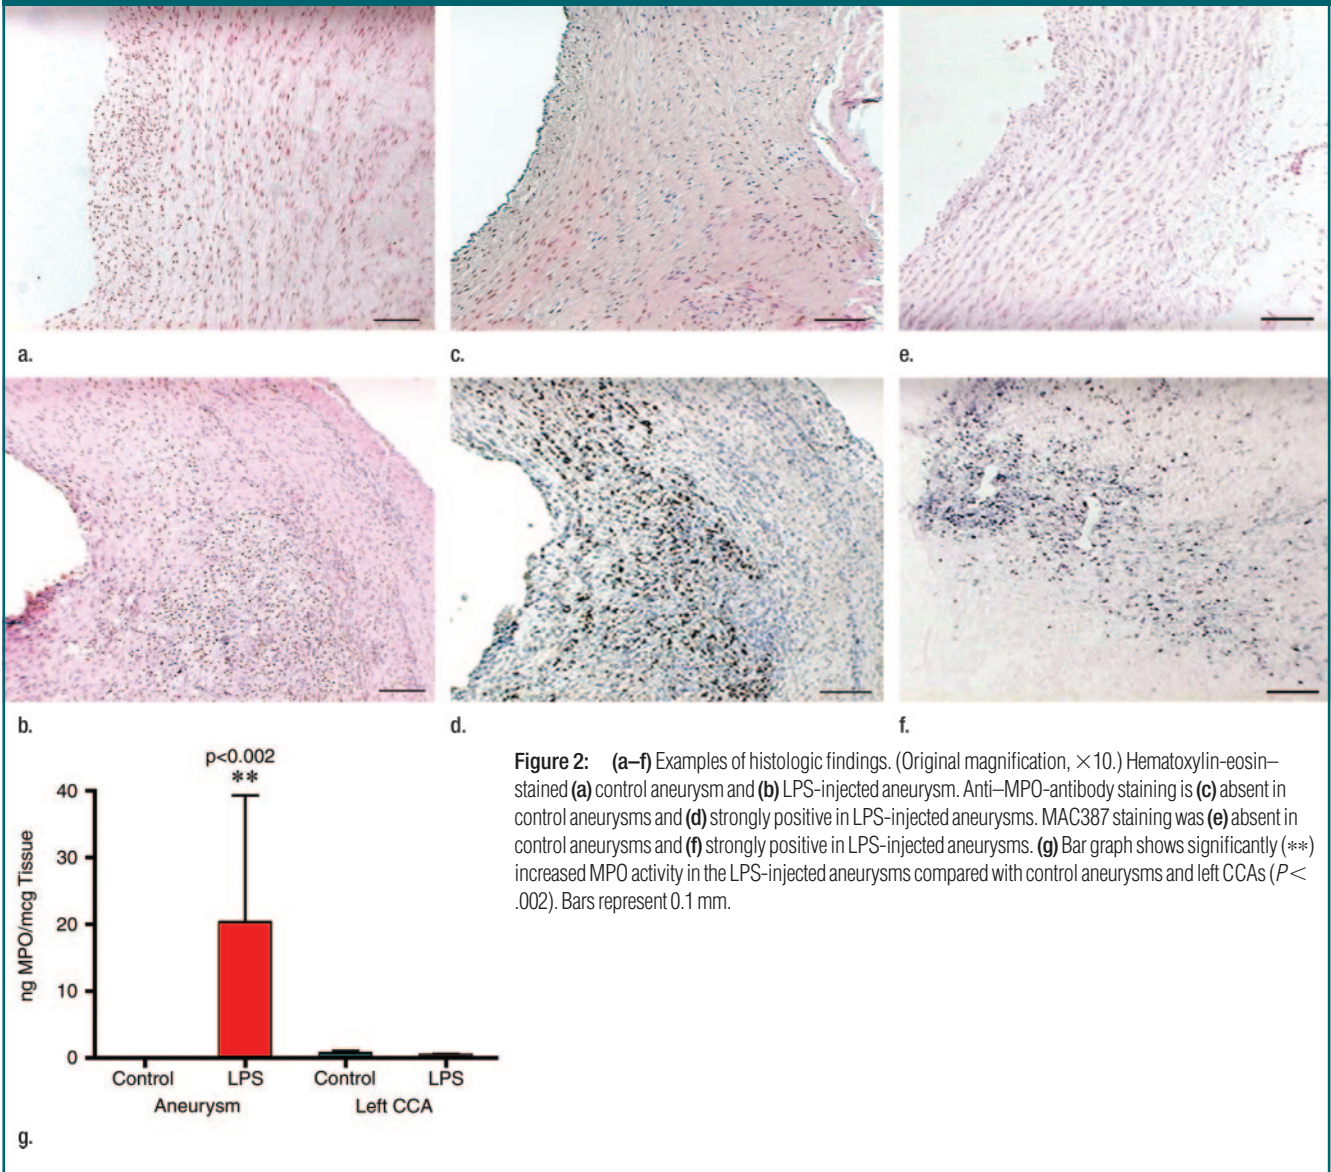 a.
c.
e.
b.
d.
f.
p<0.002
**
40
30
20
10
0
ng MPO/mcg Tissue
Control LPS Control LPS
Aneurysm Left CCA
g.
Figure 2: (a–f) Examples of histologic findings. (Original magnification, ×10.) Hematoxylin-eosin–
stained (a) control aneurysm and (b) LPS-injected aneurysm. Anti–MPO-antibody staining is (c) absent in
control aneurysms and (d) strongly positive in LPS-injected aneurysms. MAC387 staining was (e) absent in
control aneurysms and (f) strongly positive in LPS-injected aneurysms. (g) Bar graph shows significantly (**)
increased MPO activity in the LPS-injected aneurysms compared with control aneurysms and left CCAs (P<
.002). Bars represent 0.1 mm.